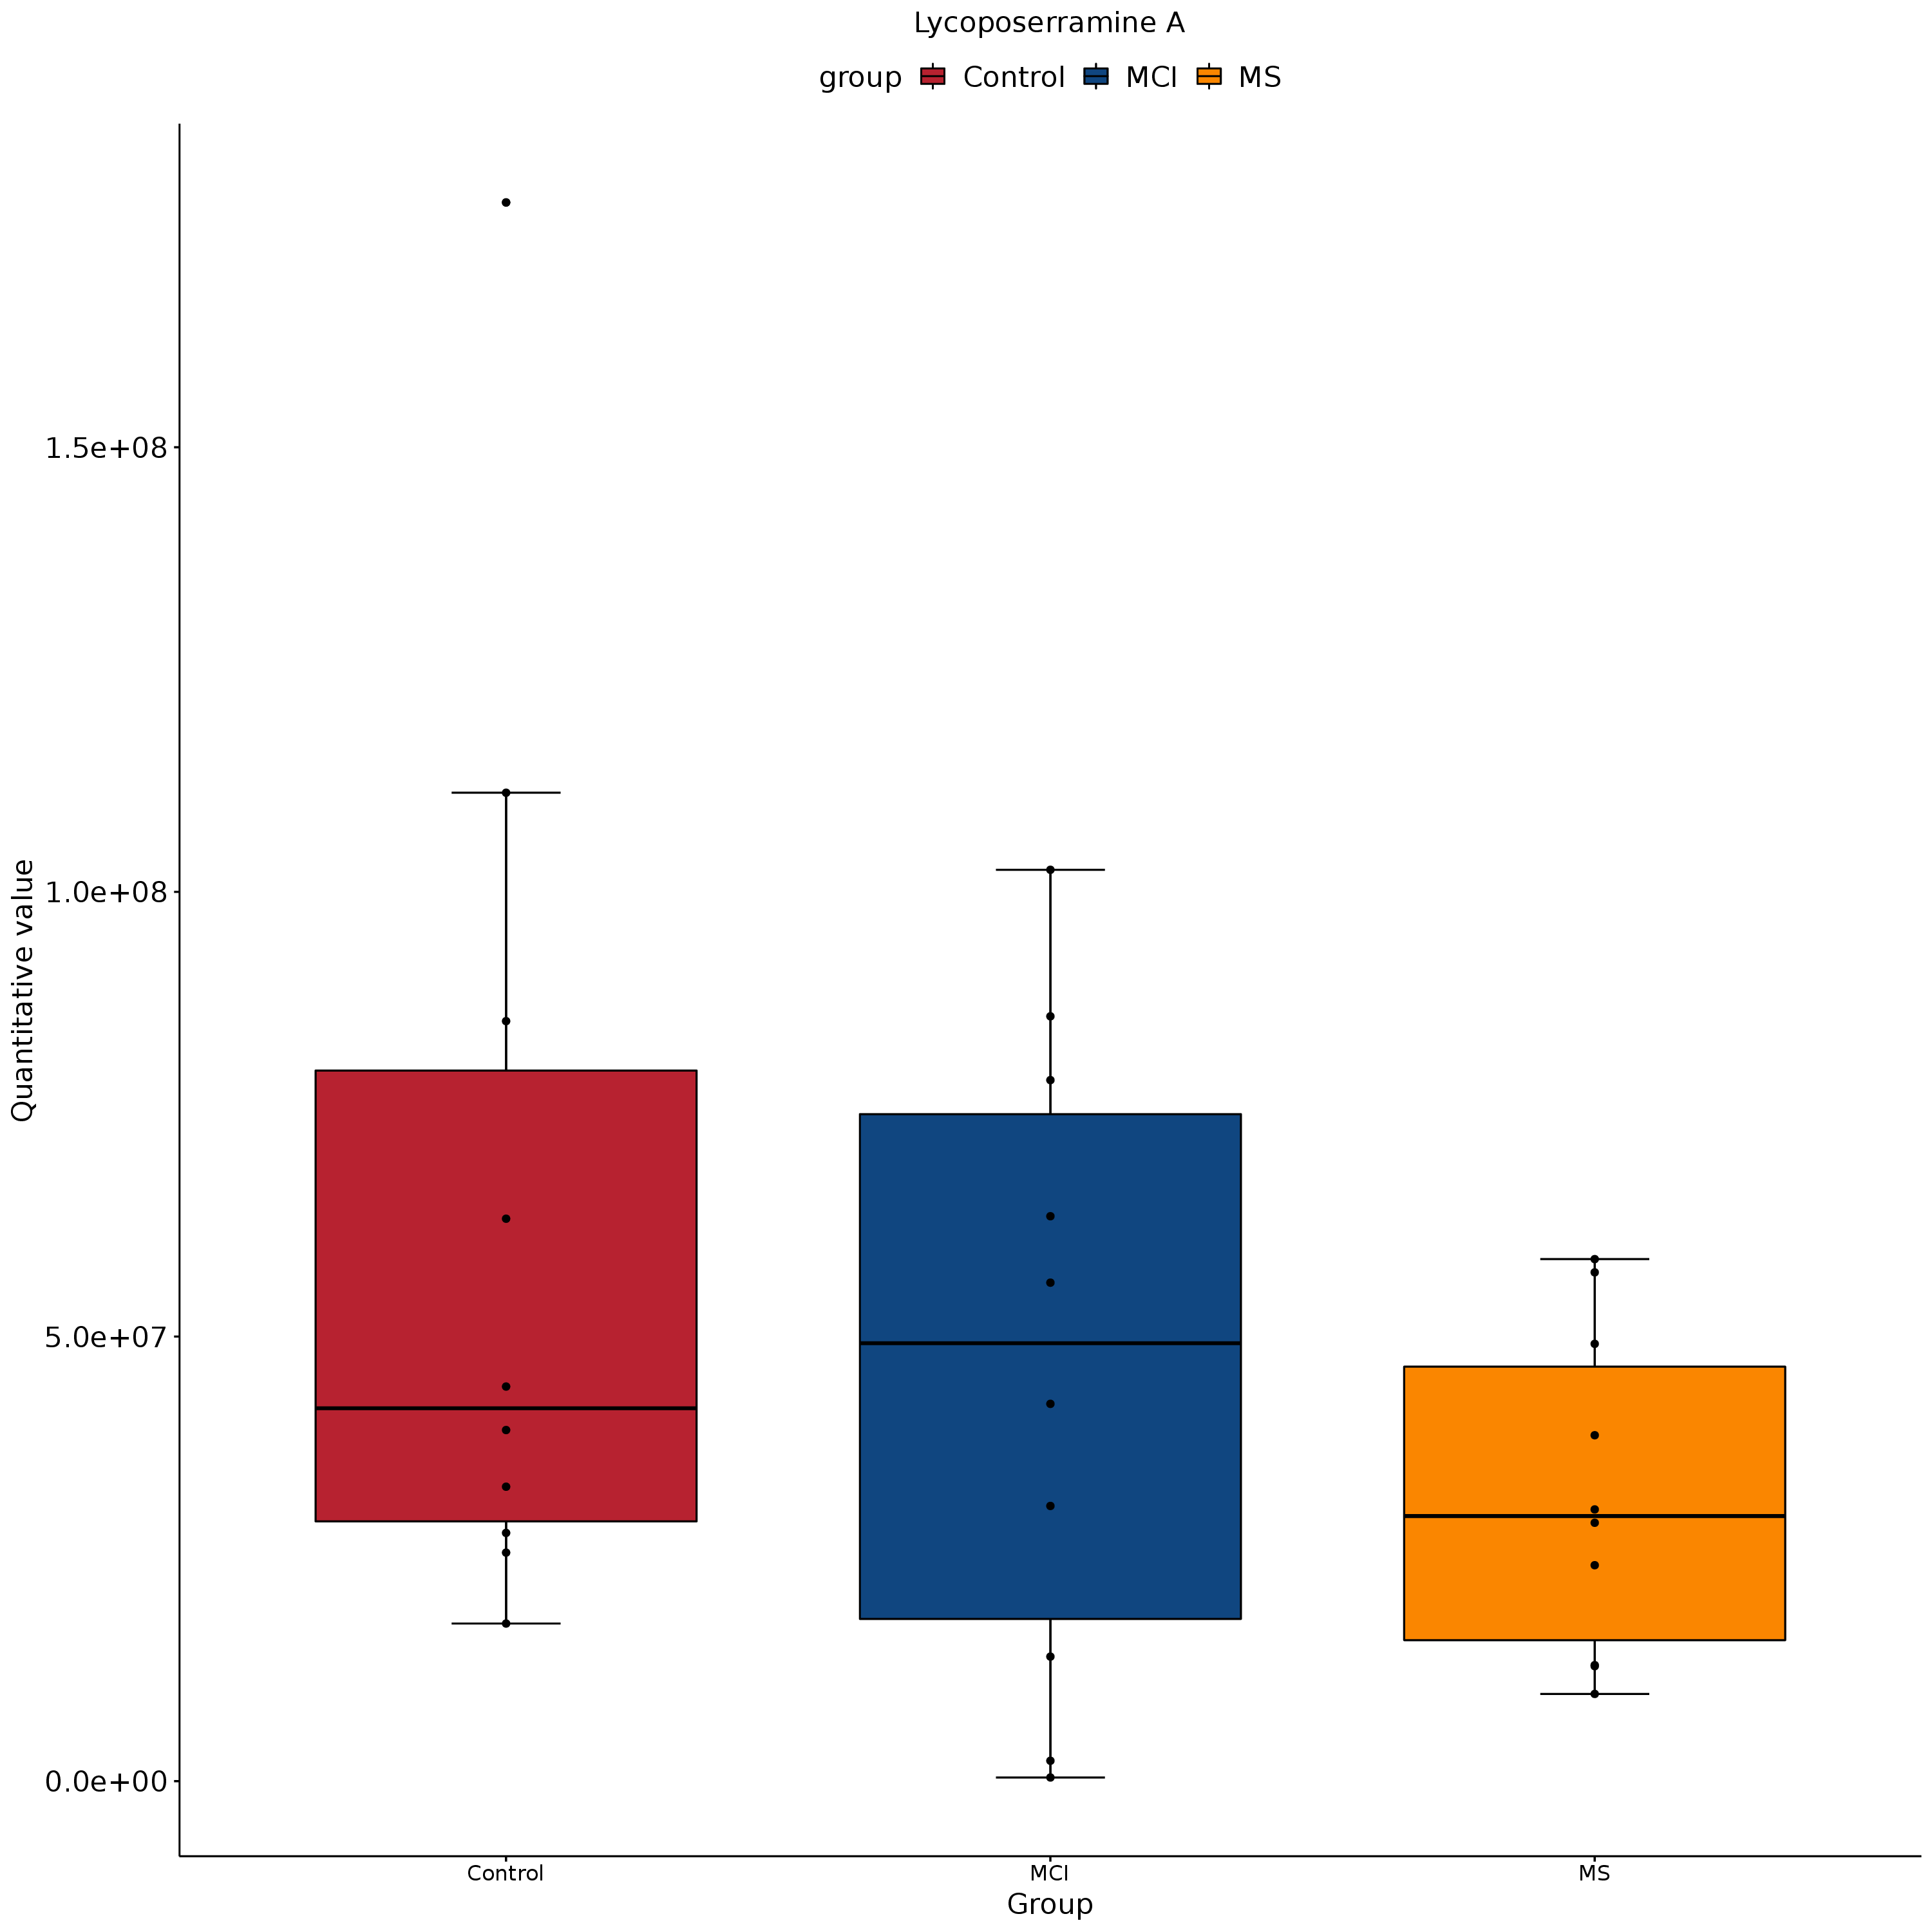 Lycoposerramine A
group Control MCI MS
Quantitative value
1.5e+08
1.0e+08
5.0e+07
0.0e+00
Control MCI MS
Group